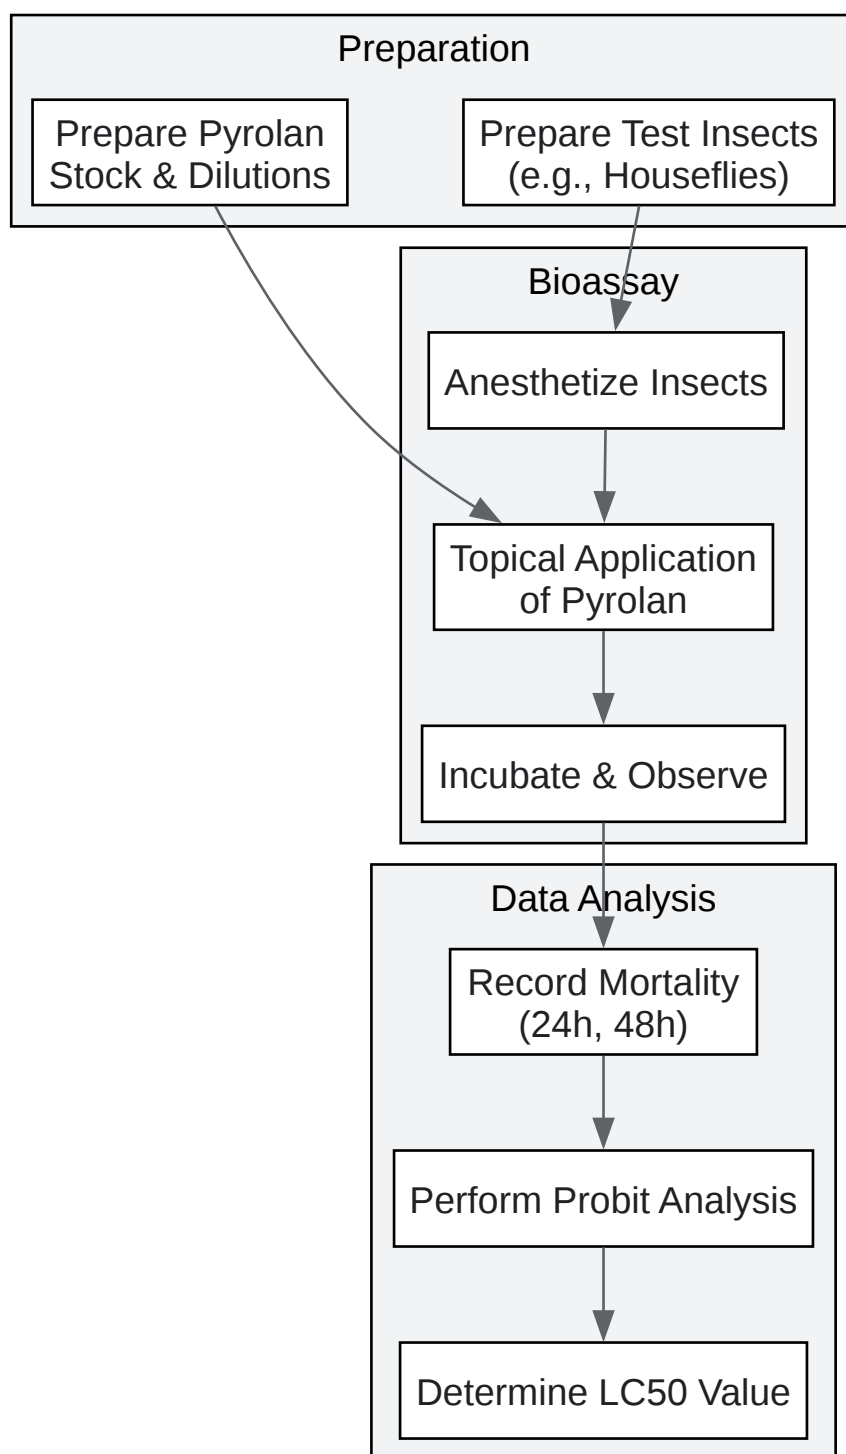 Preparation
Prepare Pyrolan
Stock & Dilutions
Prepare Test Insects
(e.g., Houseflies)
Bioassay
Anesthetize Insects
Topical Application
of Pyrolan
Incubate & Observe
Data Analysis
Record Mortality
(24h, 48h)
Perform Probit Analysis
Determine LC50 Value